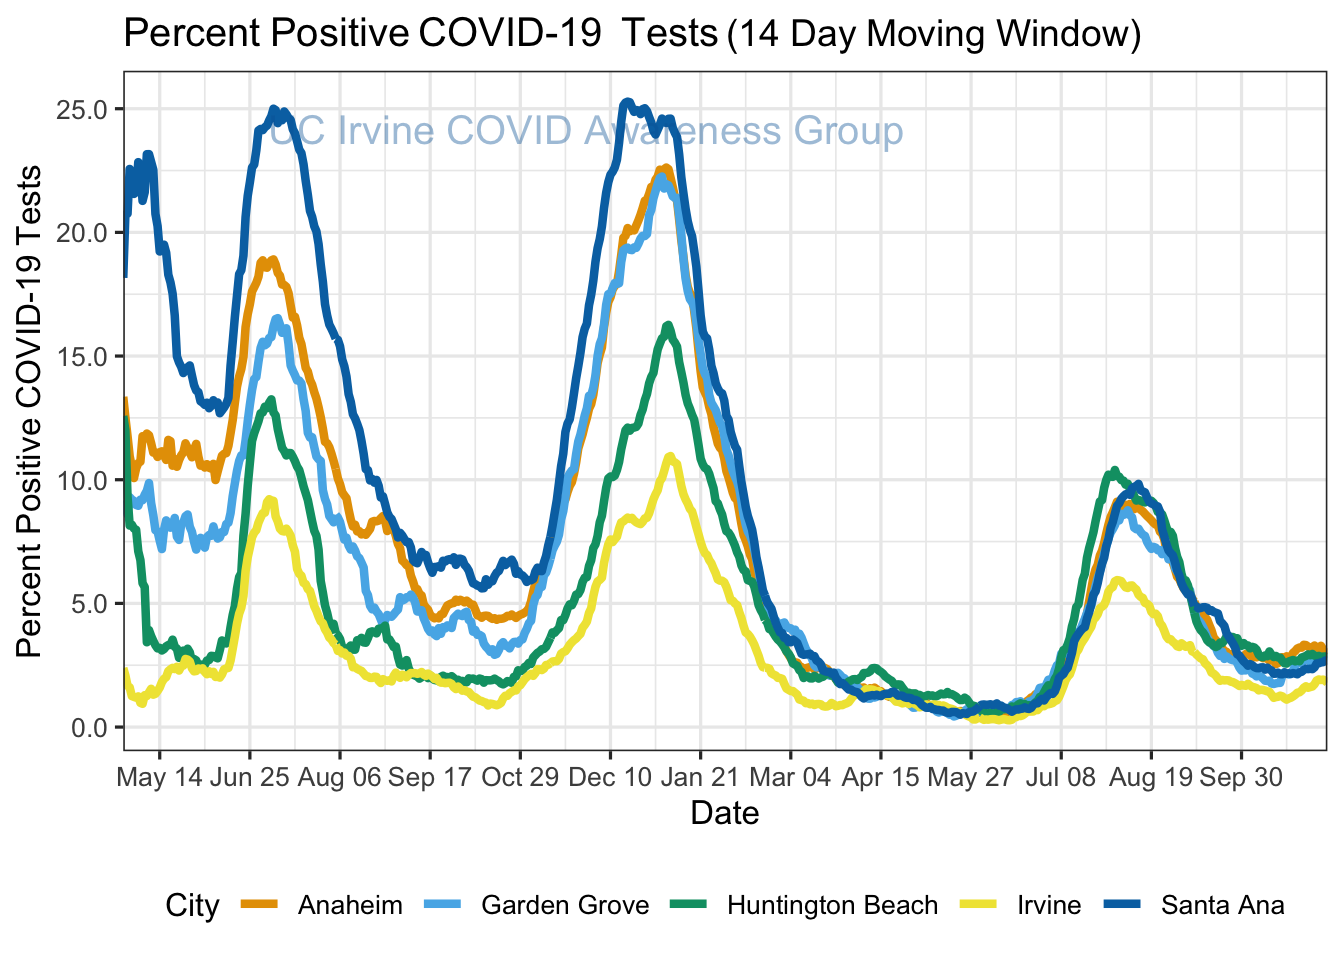 Percent Positive COVID-19 Tests (14 Day Moving Window)
UC Irvine COVID Awareness Group
Percent Positive COVID-19 Tests
25.0
20.0
15.0
10.0
5.0
0.0
May 14 Jun 25 Aug 06 Sep 17 Oct 29 Dec 10 Jan 21 Mar 04 Apr 15 May 27 Jul 08 Aug 19 Sep 30
Date
City Anaheim Garden Grove Huntington Beach Irvine Santa Ana